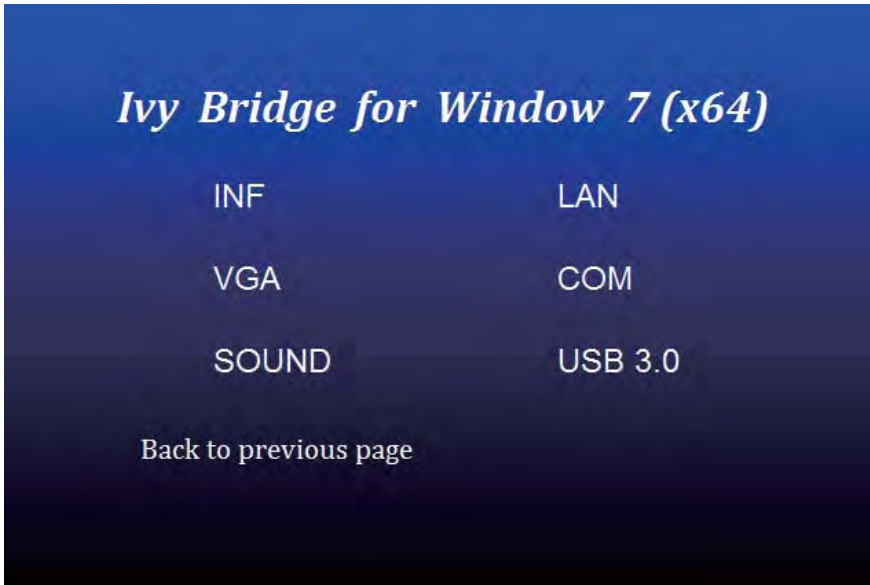 Ivy Bridge for Window 7 (x64)
INF LAN
VGA COM
SOUND USB 3.0
Back to previous page